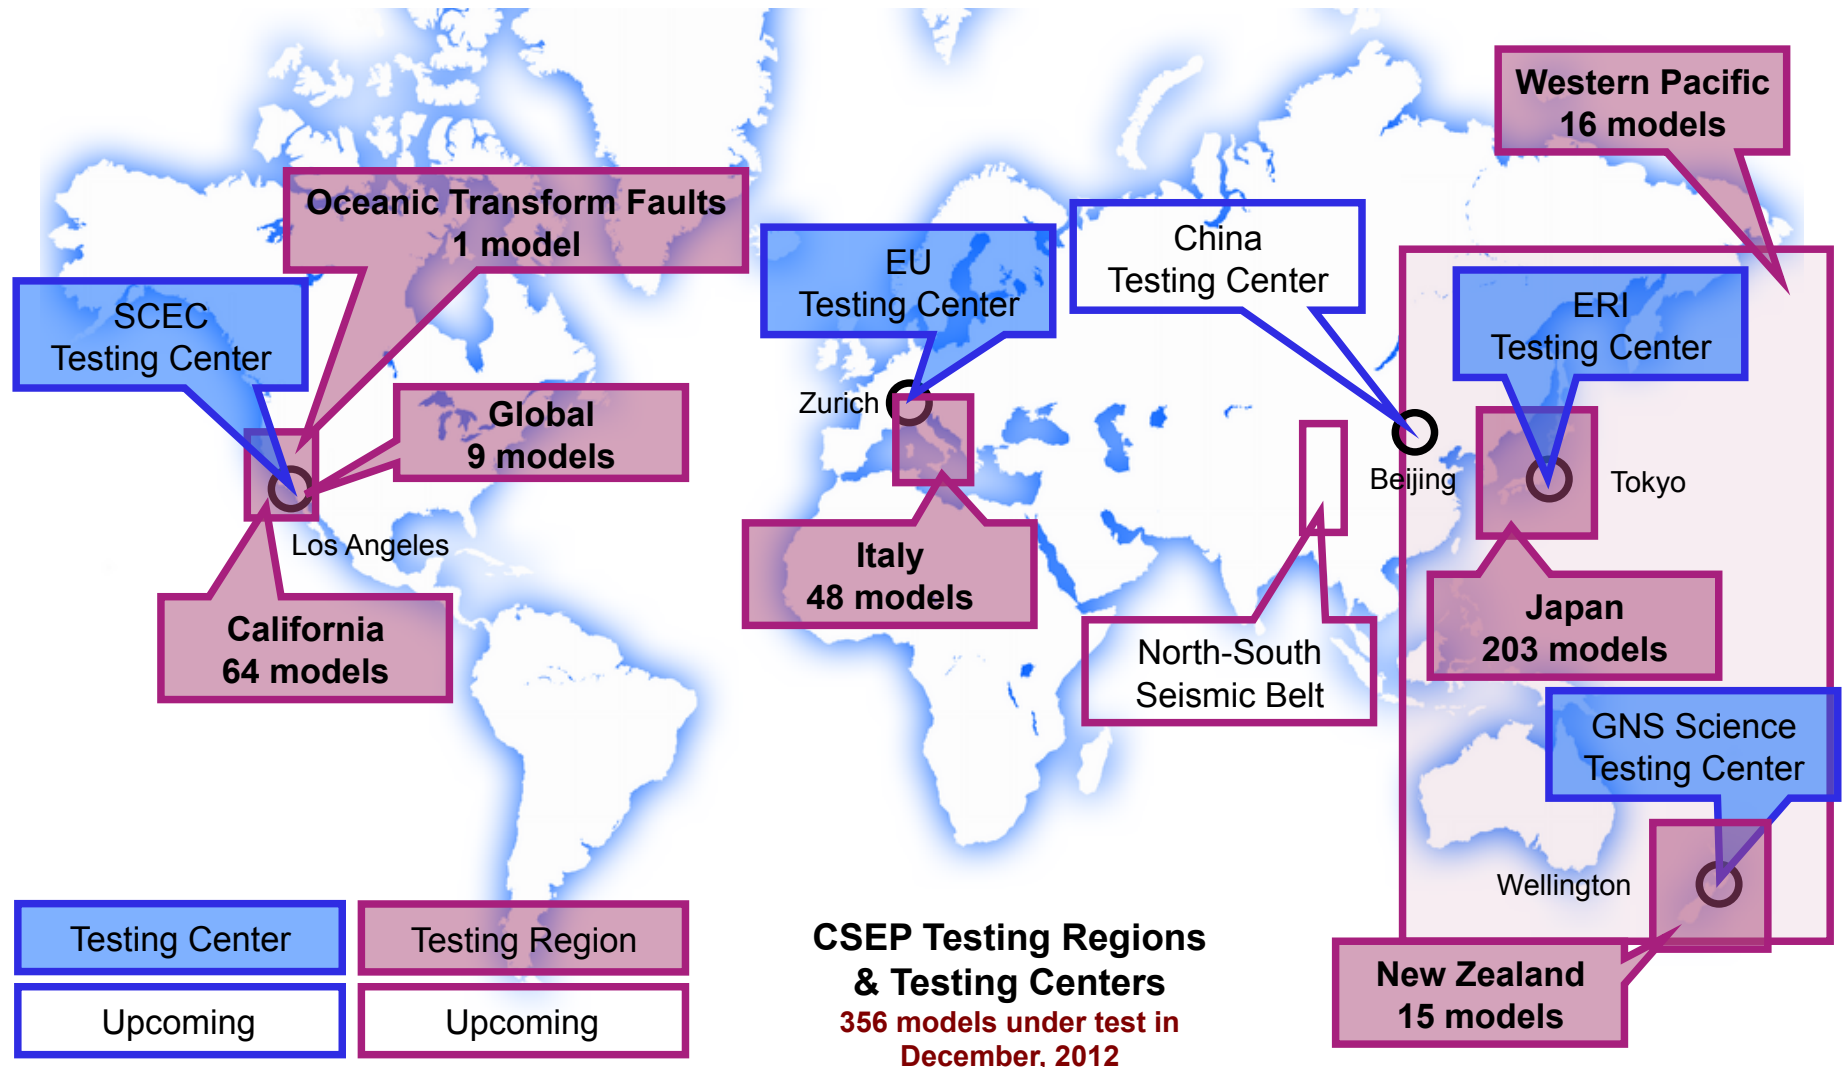 Western Pacific
16 models
Oceanic Transform Faults
1 model
China
Testing Center
EU
Testing Center
SCEC
Testing Center
ERI
Testing Center
Zurich
Global
9 models
Beijing
Tokyo
Los Angeles
Italy
48 models
Japan
203 models
California
64 models
North-South
Seismic Belt
GNS Science
Testing Center
Wellington
Testing Center
Testing Region
Upcoming
Upcoming
CSEP Testing Regions
& Testing Centers
356 models under test in
December, 2012
New Zealand
15 models